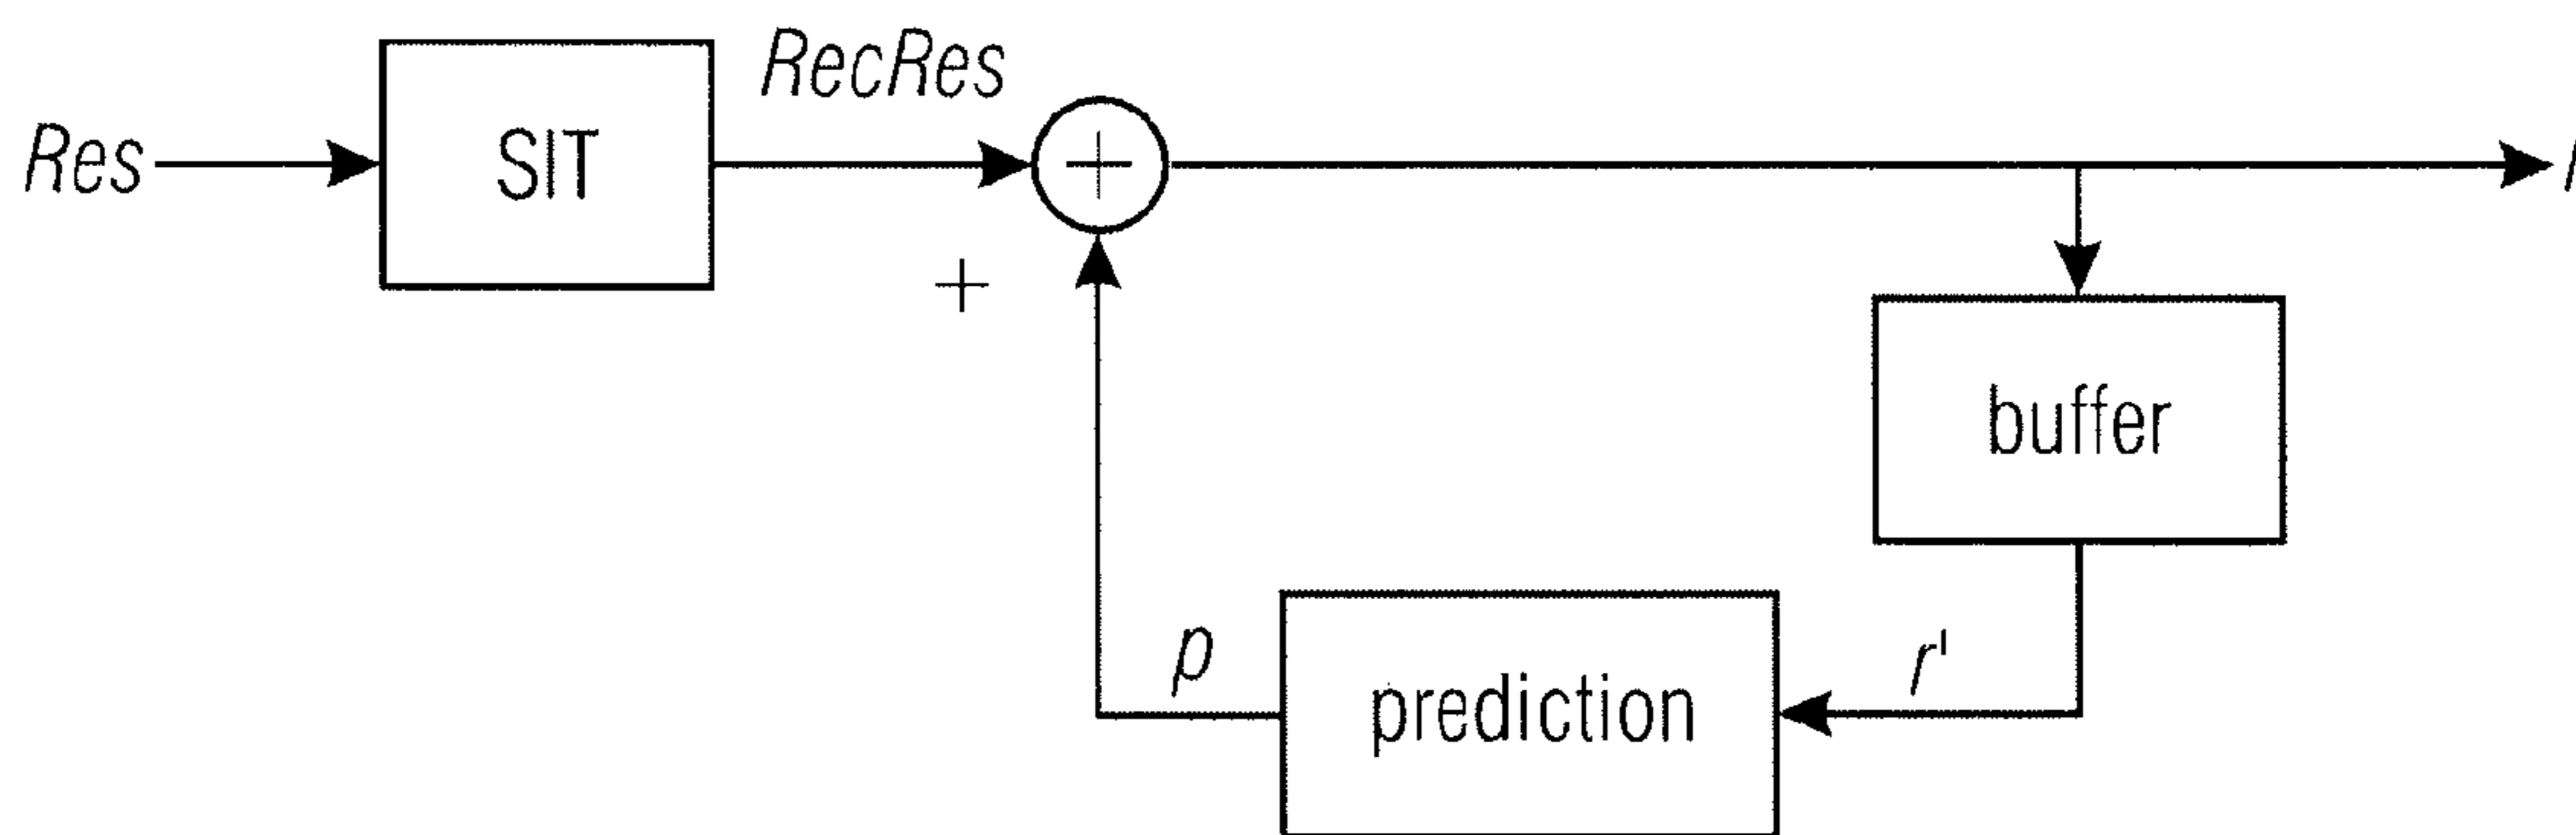 RecRes
Res
SIT
+
+
buffer
p
r'
prediction